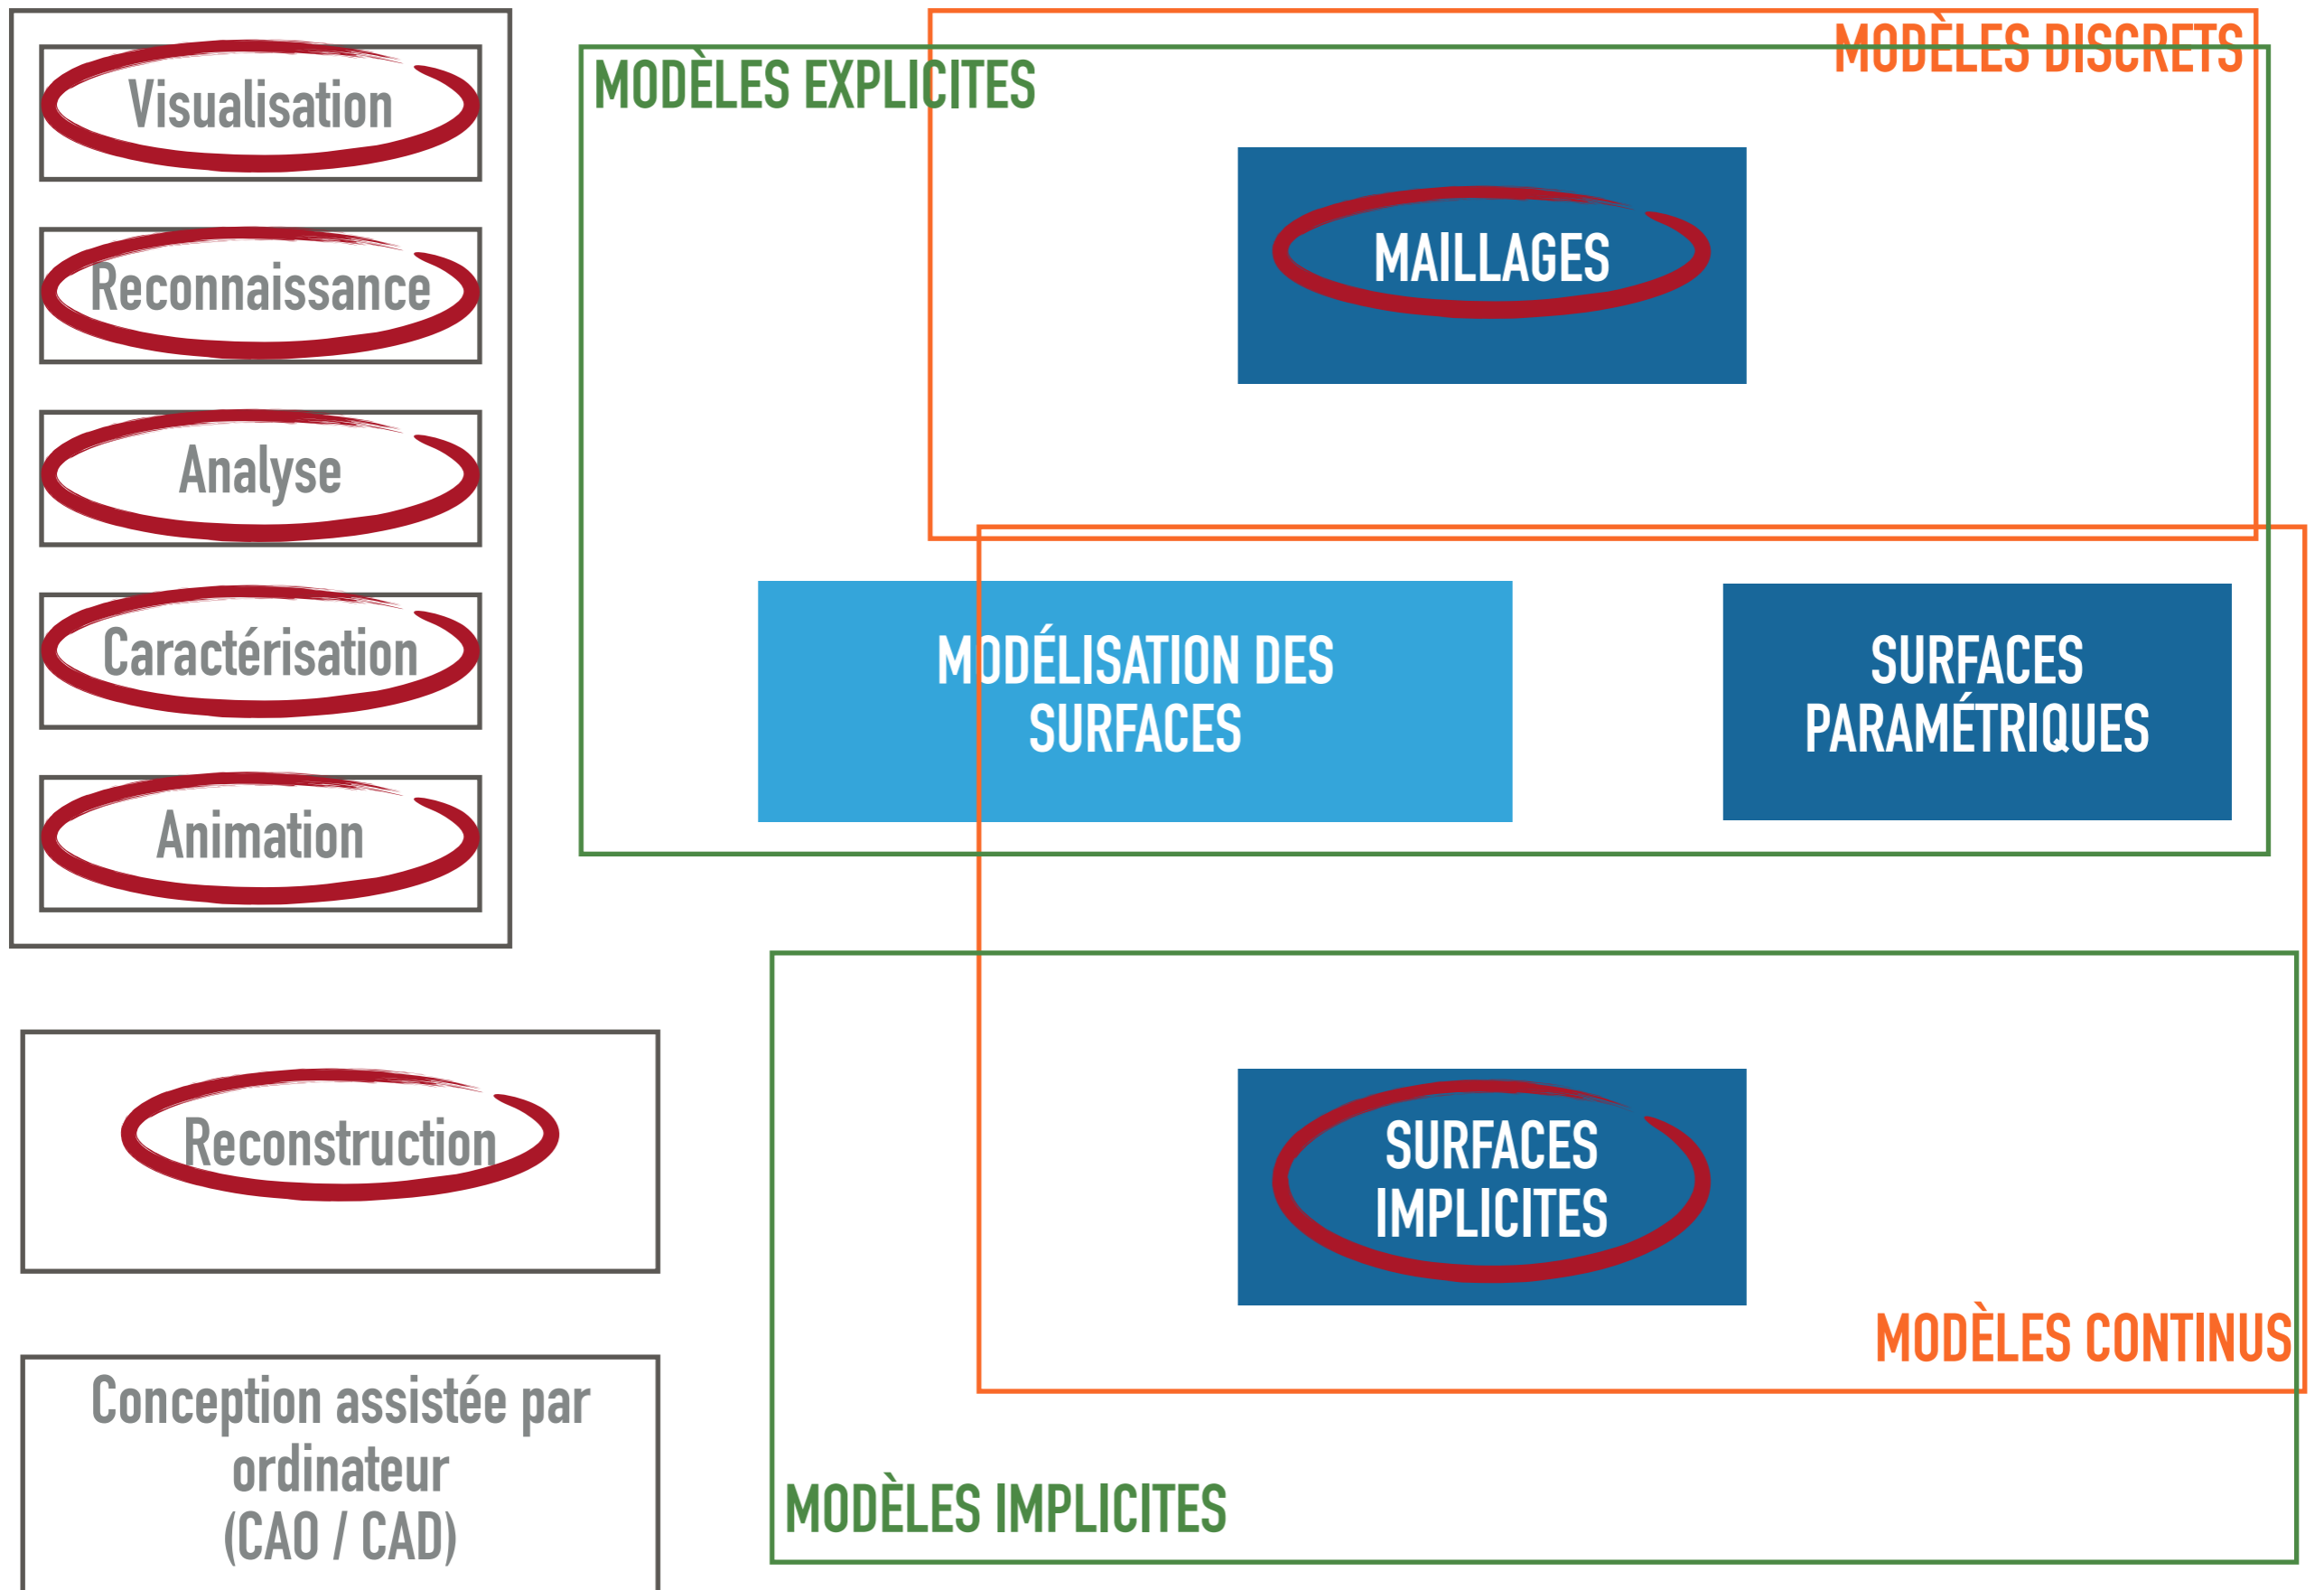 Visualisation
Reconnaissance
Analyse
Caractérisation
Animation
Reconstruction
Conception assistée par
ordinateur
(CAO / CAD)
MODÈLES DISCRETS
MODÈLES EXPLICITES
MAILLAGES
MODÉLISATION DES
SURFACES
SURFACES
PARAMÉTRIQUES
SURFACES
IMPLICITES
MODÈLES CONTINUS
MODÈLES IMPLICITES